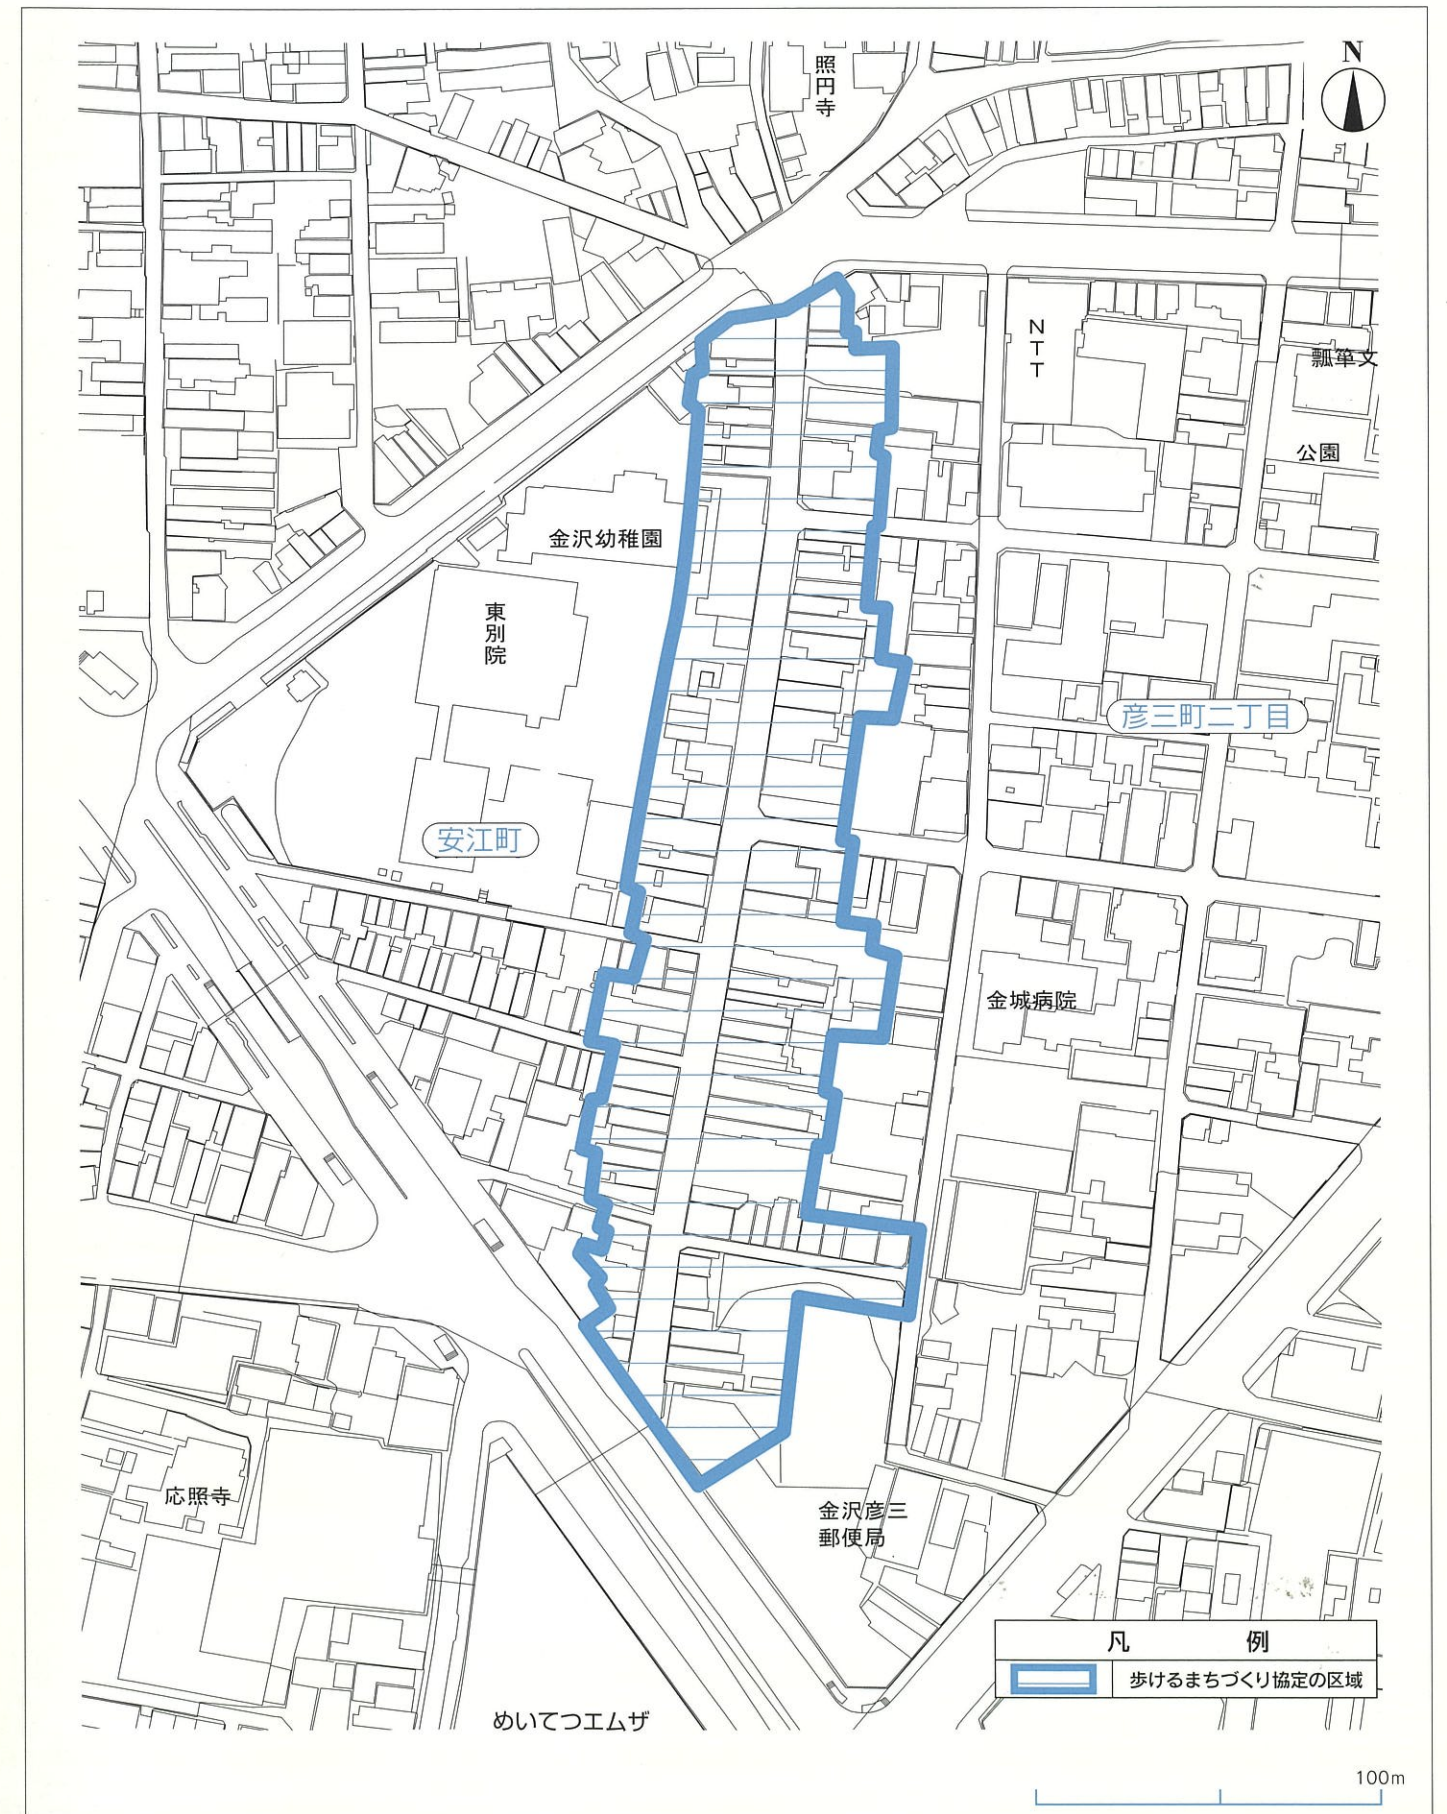 N
照円寺
NTT
瓢箪文
公園
金沢幼稚園
東別院
彦三町二丁目
安江町
金城病院
応照寺
金沢彦三
郵便局
凡 例
歩けるまちづくり協定の区域
めいてつエムザ
100m